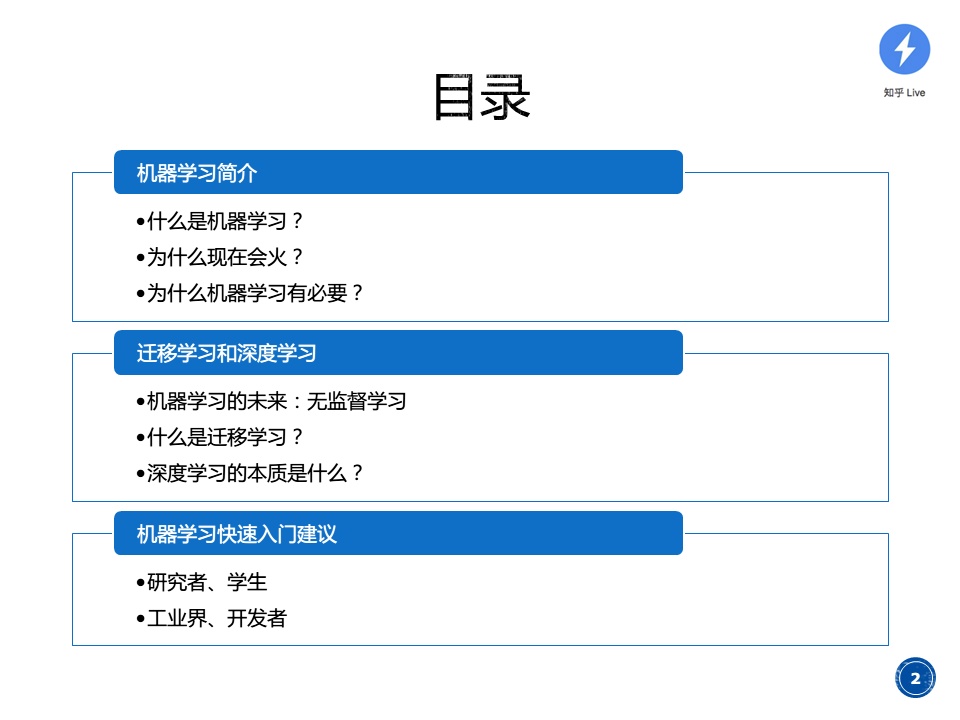 知乎 Live
目录
机器学习简介
•什么是机器学习？
•为什么现在会火？
•为什么机器学习有必要？
迁移学习和深度学习
•机器学习的未来：无监督学习
•什么是迁移学习？
•深度学习的本质是什么？
机器学习快速入门建议
•研究者、学生
•工业界、开发者
2